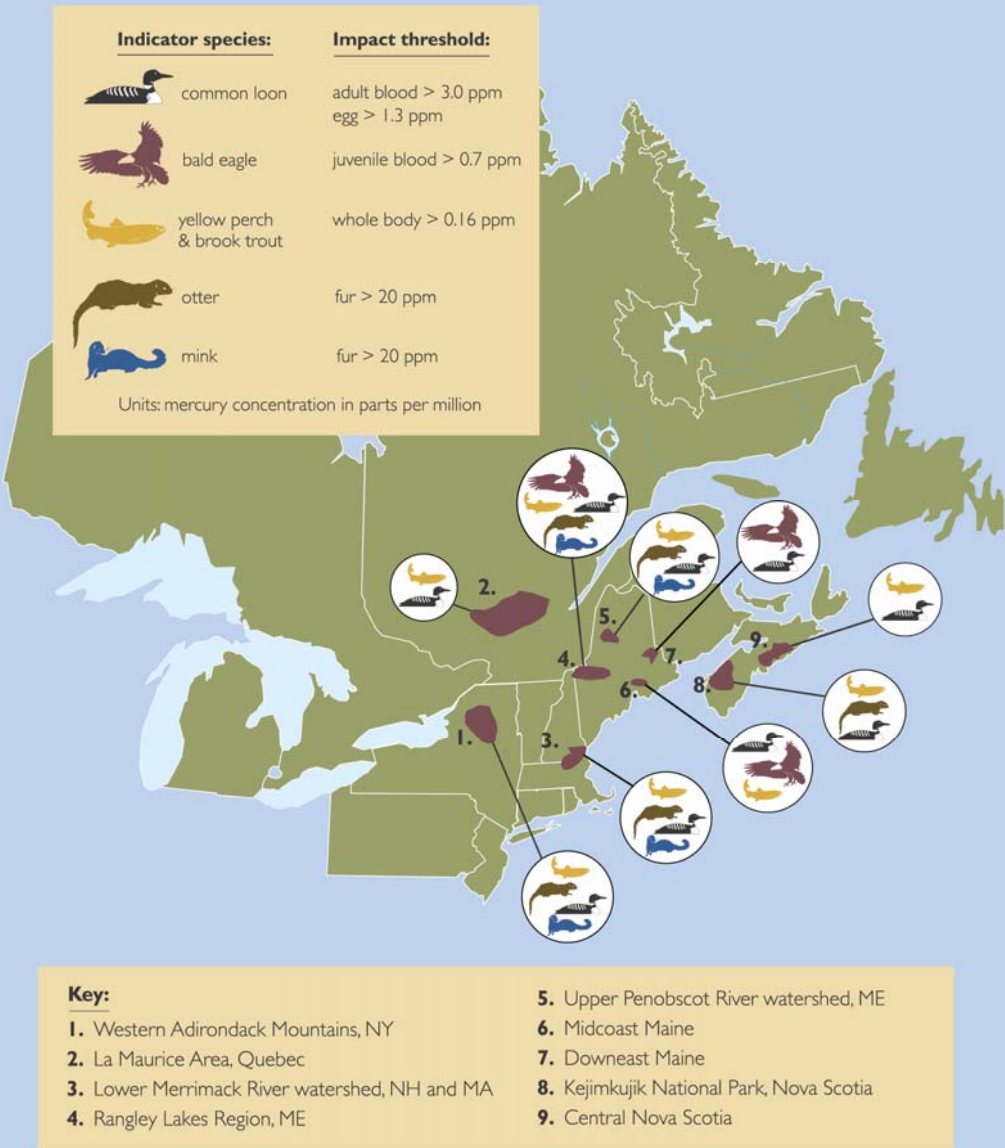 Indicator species: Impact threshold:
common loon adult blood > 3.0 ppm
egg > 1.3 ppm
bald eagle juvenile blood > 0.7 ppm
yellow perch whole body > 0.16 ppm
& brook trout
otter fur > 20 ppm
mink fur > 20 ppm
Units: mercury concentration in parts per million
2.
5.
9.
4.
7.
6.
8.
1.
3.
Key:
1. Western Adirondack Mountains, NY
2. La Maurice Area, Quebec
3. Lower Merrimack River watershed, NH and MA
4. Rangley Lakes Region, ME
5. Upper Penobscot River watershed, ME
6. Midcoast Maine
7. Downeast Maine
8. Kejimkujik National Park, Nova Scotia
9. Central Nova Scotia